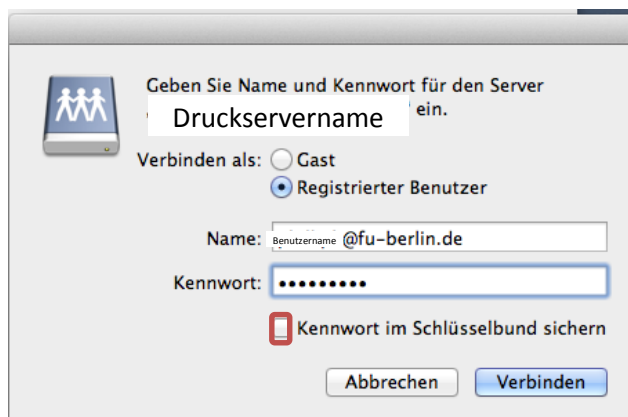 Geben Sie Name und Kennwort für den Server
Druckservername ein.
Verbinden als: Gast
Registrierter Benutzer
Name: Benutzername @fu-berlin.de
Kennwort: •••••••••
Kennwort im Schlüsselbund sichern
Abbrechen Verbinden